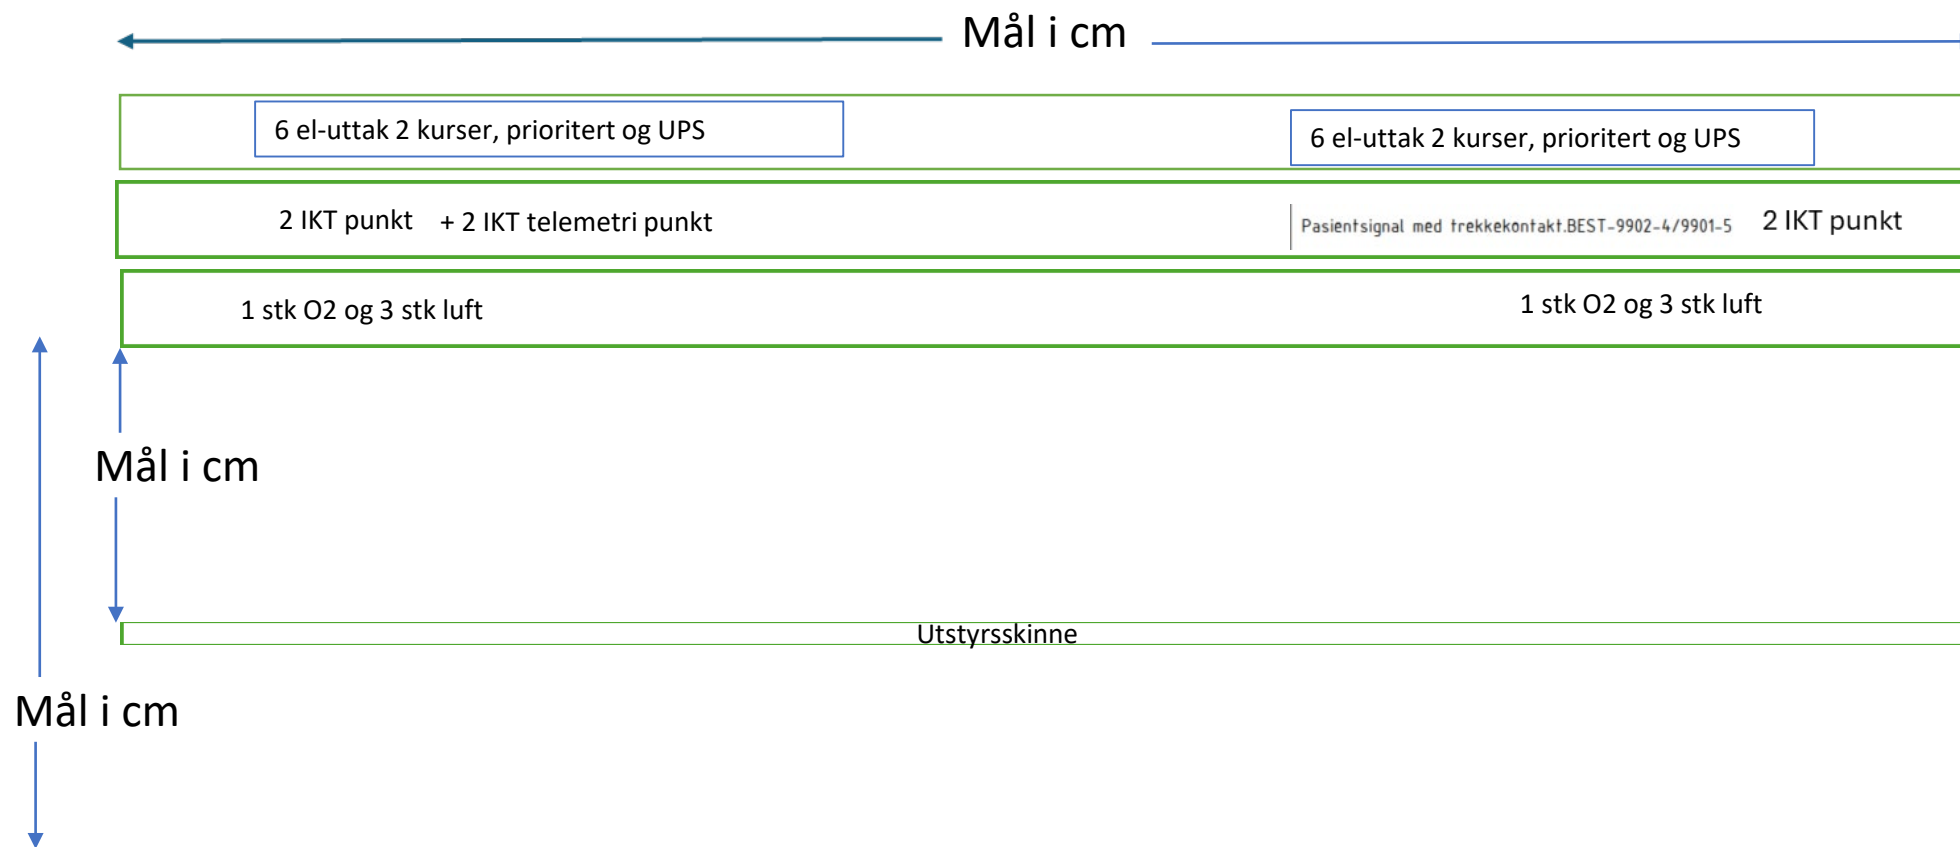 Mål i cm
6 el-uttak 2 kurser, prioritert og UPS
6 el-uttak 2 kurser, prioritert og UPS
2 IKT punkt + 2 IKT telemetri punkt
Pasientsignal med trekkekontakt.BEST-9902-4/9901-5 2 IKT punkt
1 stk O2 og 3 stk luft
1 stk O2 og 3 stk luft
Mål i cm
Utstyrsskinne
Mål i cm